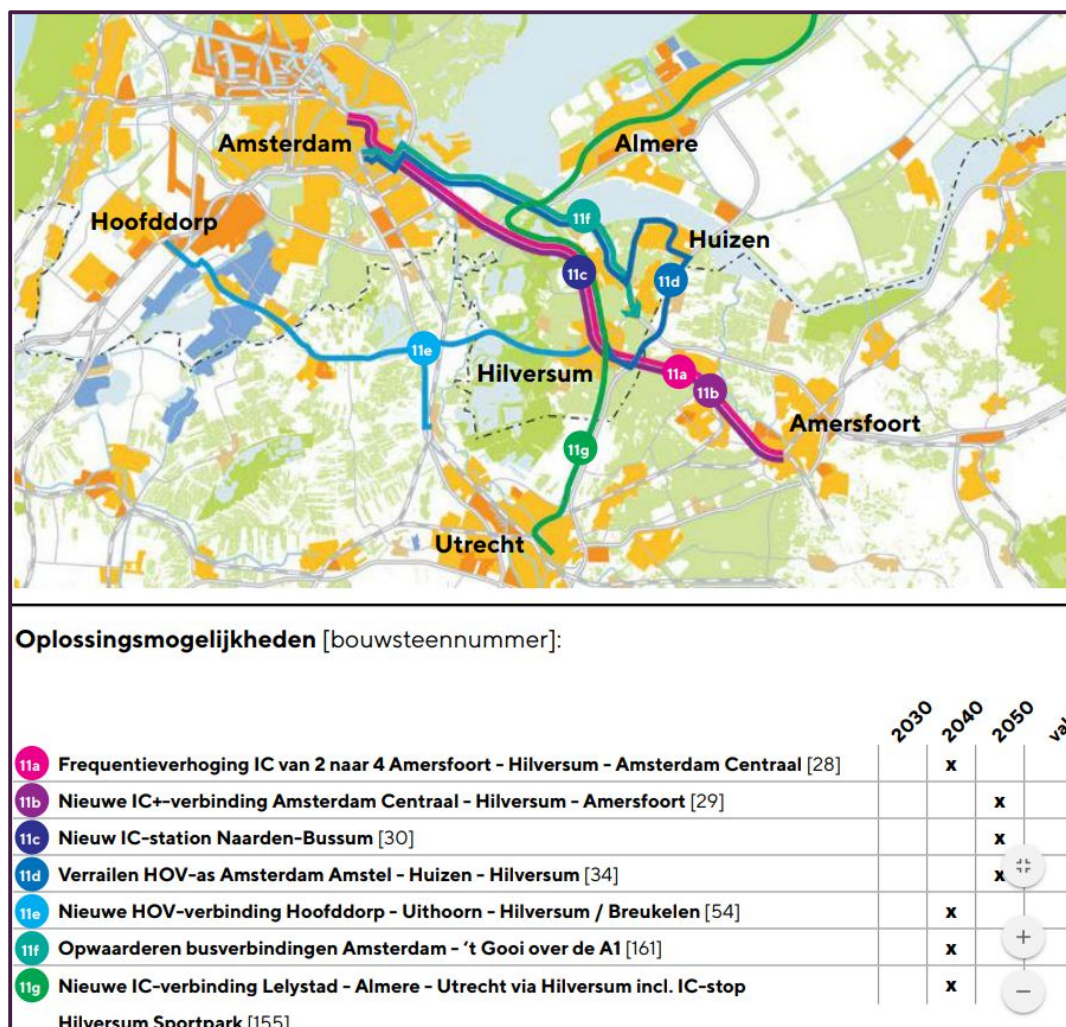 Amsterdam
Almere
Hoofddorp
11f
Huizen
11c
11d
11e
Hilversum
11a
11b
Amersfoort
11g
Utrecht
Oplossingsmogelijkheden [bouwsteennummer]:
2030 2040 2050
11a Frequentieverhoging IC van 2 naar 4 Amersfoort - Hilversum - Amsterdam Centraal [28] x
11b Nieuwe IC+-verbinding Amsterdam Centraal - Hilversum - Amersfoort [29] x
11c Nieuw IC-station Naarden-Bussum [30] x
11d Verrailen HOV-as Amsterdam Amstel - Huizen - Hilversum [34] x
11e Nieuwe HOV-verbinding Hoofddorp - Uithoorn - Hilversum / Breukelen [54] x
11f Opwaarderen busverbindingen Amsterdam - ‘t Gooi over de A1 [161] x
11g Nieuwe IC-verbinding Lelystad - Almere - Utrecht via Hilversum incl. IC-stop x
Hilversum Sportpark [155]